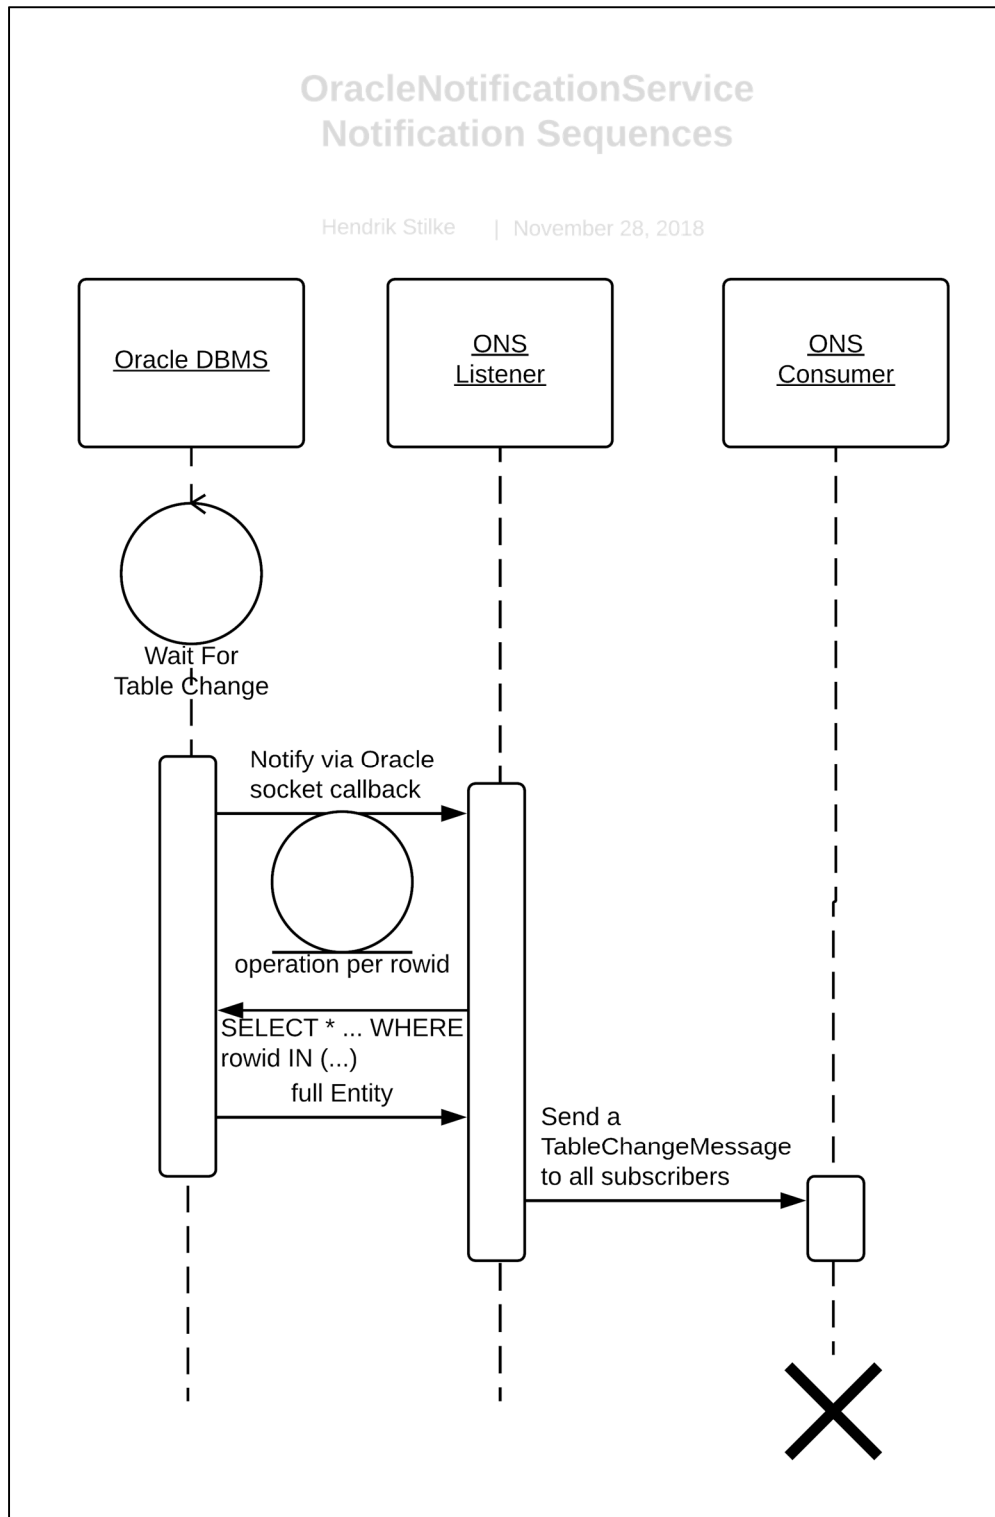 OracleNotificationService
Notification Sequences
Hendrik Stilke | November 28, 2018
Oracle DBMS
ONS
Listener
ONS
Consumer
Wait For
Table Change
Notify via Oracle
socket callback
operation per rowid
SELECT * ... WHERE
rowid IN (...)
full Entity
Send a
TableChangeMessage
to all subscribers